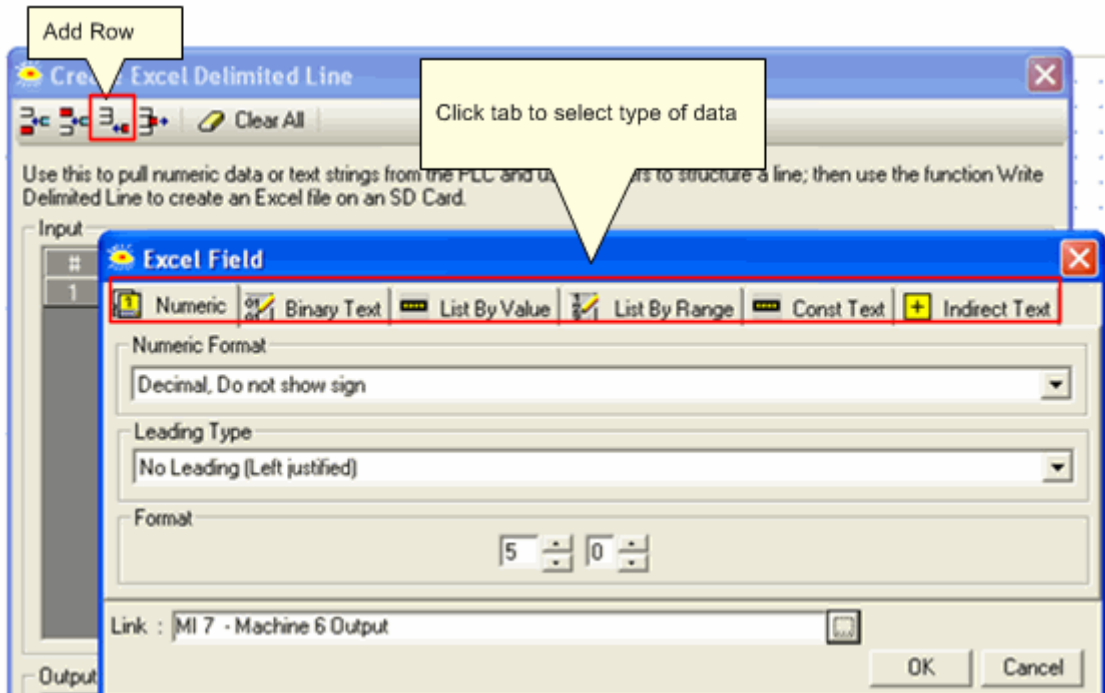 Add Row
Create Excel Delimited Line
Click tab to select type of data
Clear All
Use this to pull numeric data or text strings from the PLC and u rs to structure a line; then use the function Write
Delimited Line to create an Excel file on an SD Card.
Input
#
1
Excel Field
Numeric
Binary Text
List By Value
List By Range
Const Text
Indirect Text
Numeric Format
Decimal, Do not show sign
Leading Type
No Leading (Left justified)
Format
5 0
Link : MI 7 - Machine 6 Output
...
OK Cancel
Output